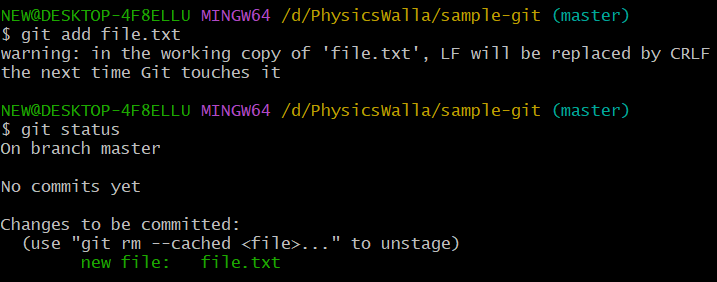 NEW@DESKTOP-4F8ELLU MINGW64 /d/PhysicsWalla/sample-git (master)
$ git add file.txt
warning: in the working copy of 'file.txt', LF will be replaced by CRLF
the next time Git touches it
NEW@DESKTOP-4F8ELLU MINGW64 /d/PhysicsWalla/sample-git (master)
$ git status
On branch master
No commits yet
Changes to be committed:
  (use "git rm --cached <file>..." to unstage)
        new file:   file.txt